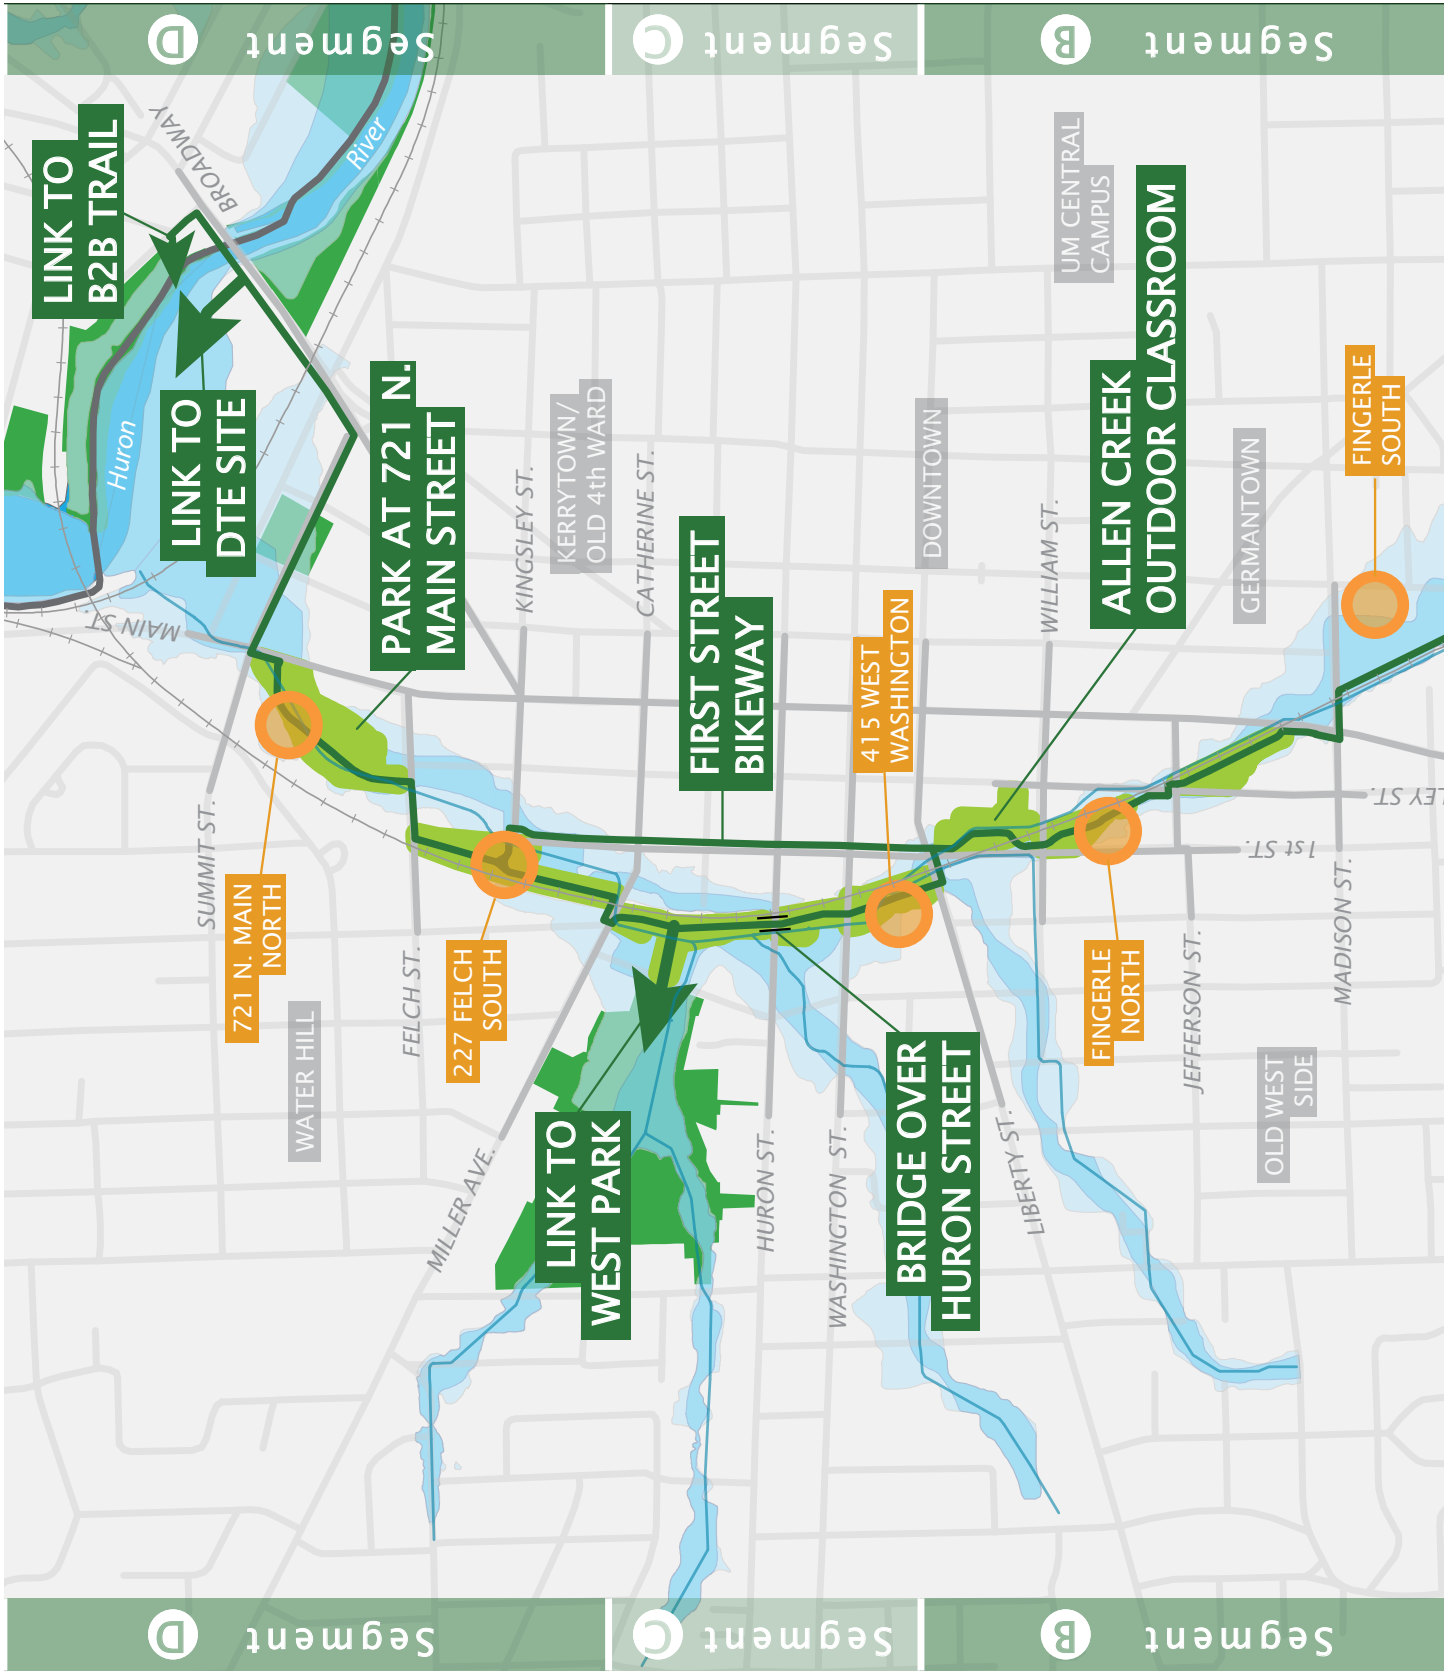 Segment D
Segment C
Segment B
BROADWAY
River
LINK TO
B2B TRAIL
UM CENTRAL
CAMPUS
LINK TO
DTE SITE
Huron
PARK AT 721 N.
MAIN STREET
KERRYTOWN/
OLD 4th WARD
KINGSLEY ST.
CATHERINE ST.
DOWNTOWN
WILLIAM ST.
ALLEN CREEK
OUTDOOR CLASSROOM
GERMANTOWN
FINGERLE
SOUTH
MAIN ST.
FIRST STREET
BIKEWAY
415 WEST
WASHINGTON
LEY ST.
1st ST.
SUMMIT ST.
721 N. MAIN
NORTH
FELCH ST.
227 FELCH
SOUTH
WATER HILL
MILLER AVE.
LINK TO
WEST PARK
HURON ST.
WASHINGTON ST.
BRIDGE OVER
HURON STREET
LIBERTY ST.
FINGERLE
NORTH
JEFFERSON ST.
MADISON ST.
OLD WEST
SIDE
Segment D
Segment C
Segment B